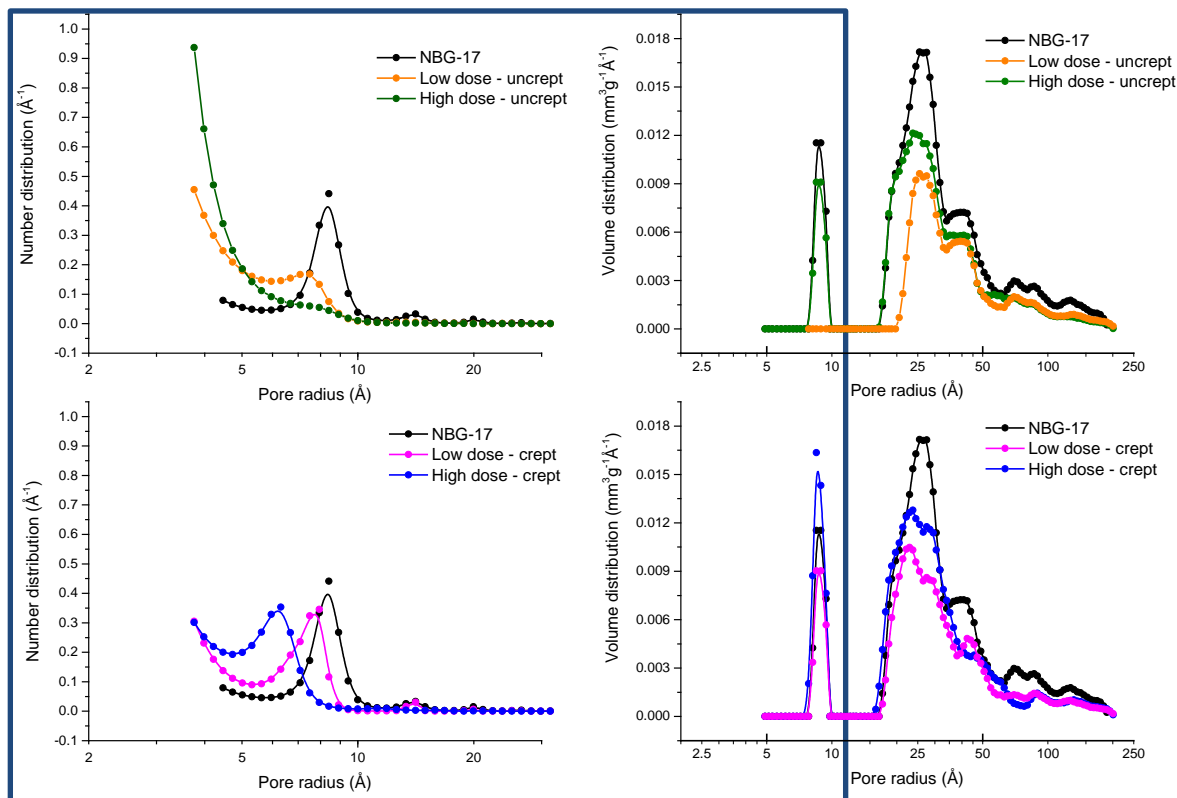 1.0
0.9
0.8
0.7
0.6
0.5
0.4
0.3
0.2
0.1
0.0
-0.1
Number distribution (Å-1)
NBG-17
Low dose - uncrept
High dose - uncrept
2 5 10 20
Pore radius (Å)
0.018
0.015
0.012
0.009
0.006
0.003
0.000
Volume distribution (mm3g-1Å-1)
NBG-17
Low dose - uncrept
High dose - uncrept
2.5 5 10 25 50 100 250
Pore radius (Å)
1.0
0.9
0.8
0.7
0.6
0.5
0.4
0.3
0.2
0.1
0.0
-0.1
Number distribution (Å-1)
NBG-17
Low dose - crept
High dose - crept
2 5 10 20
Pore radius (Å)
0.018
0.015
0.012
0.009
0.006
0.003
0.000
Volume distribution (mm3g-1Å-1)
NBG-17
Low dose - crept
High dose - crept
2.5 5 10 25 50 100 250
Pore radius (Å)